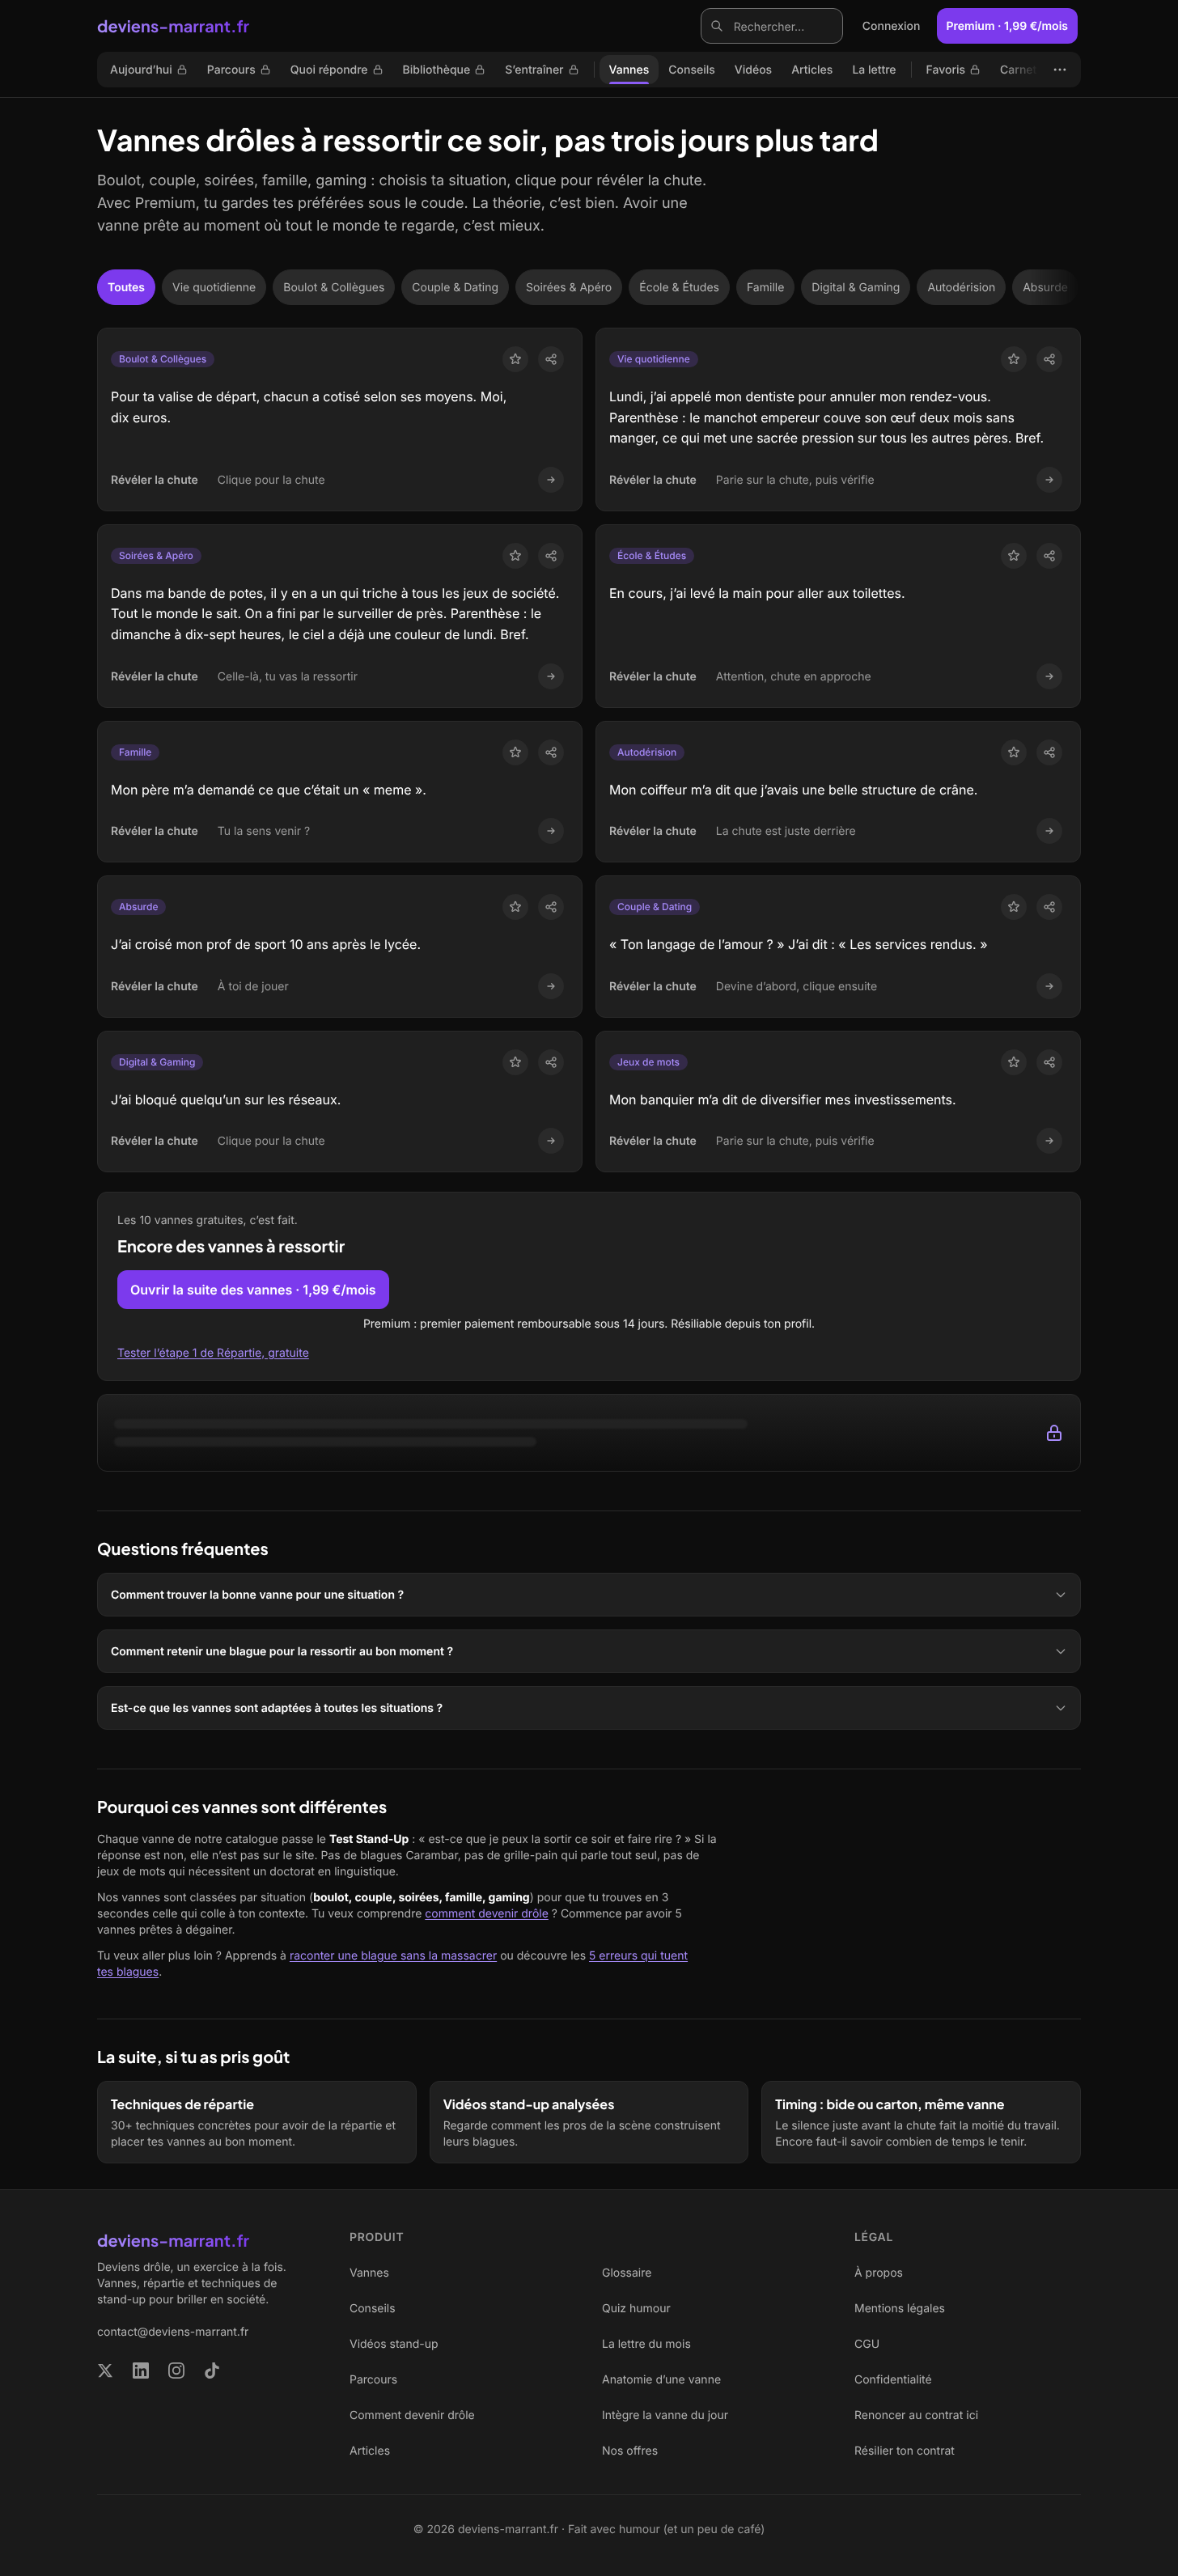 deviens-marrant.fr
Rechercher...
Connexion
Premium · 1,99 €/mois
Aujourd’hui
Parcours
Quoi répondre
Bibliothèque
S’entraîner
Vannes
Conseils
Vidéos
Articles
La lettre
Favoris
Carnet
Vannes drôles à ressortir ce soir, pas trois jours plus tard
Boulot, couple, soirées, famille, gaming : choisis ta situation, clique pour révéler la chute.
Avec Premium, tu gardes tes préférées sous le coude. La théorie, c’est bien. Avoir une
vanne prête au moment où tout le monde te regarde, c’est mieux.
Toutes
Vie quotidienne
Boulot & Collègues
Couple & Dating
Soirées & Apéro
École & Études
Famille
Digital & Gaming
Autodérision
Absurde
Boulot & Collègues
Pour ta valise de départ, chacun a cotisé selon ses moyens. Moi,
dix euros.
Révéler la chute
Clique pour la chute
Vie quotidienne
Lundi, j’ai appelé mon dentiste pour annuler mon rendez-vous.
Parenthèse : le manchot empereur couve son œuf deux mois sans
manger, ce qui met une sacrée pression sur tous les autres pères. Bref.
Révéler la chute
Parie sur la chute, puis vérifie
Soirées & Apéro
Dans ma bande de potes, il y en a un qui triche à tous les jeux de société.
Tout le monde le sait. On a fini par le surveiller de près. Parenthèse : le
dimanche à dix-sept heures, le ciel a déjà une couleur de lundi. Bref.
Révéler la chute
Celle-là, tu vas la ressortir
École & Études
En cours, j’ai levé la main pour aller aux toilettes.
Révéler la chute
Attention, chute en approche
Famille
Mon père m’a demandé ce que c’était un « meme ».
Révéler la chute
Tu la sens venir ?
Autodérision
Mon coiffeur m’a dit que j’avais une belle structure de crâne.
Révéler la chute
La chute est juste derrière
Absurde
J’ai croisé mon prof de sport 10 ans après le lycée.
Révéler la chute
À toi de jouer
Couple & Dating
« Ton langage de l’amour ? » J’ai dit : « Les services rendus. »
Révéler la chute
Devine d’abord, clique ensuite
Digital & Gaming
J’ai bloqué quelqu’un sur les réseaux.
Révéler la chute
Clique pour la chute
Jeux de mots
Mon banquier m’a dit de diversifier mes investissements.
Révéler la chute
Parie sur la chute, puis vérifie
Les 10 vannes gratuites, c’est fait.
Encore des vannes à ressortir
Ouvrir la suite des vannes · 1,99 €/mois
Premium : premier paiement remboursable sous 14 jours. Résiliable depuis ton profil.
Tester l’étape 1 de Répartie, gratuite
Questions fréquentes
Comment trouver la bonne vanne pour une situation ?
Comment retenir une blague pour la ressortir au bon moment ?
Est-ce que les vannes sont adaptées à toutes les situations ?
Pourquoi ces vannes sont différentes
Chaque vanne de notre catalogue passe le Test Stand-Up : « est-ce que je peux la sortir ce soir et faire rire ? » Si la
réponse est non, elle n’est pas sur le site. Pas de blagues Carambar, pas de grille-pain qui parle tout seul, pas de
jeux de mots qui nécessitent un doctorat en linguistique.
Nos vannes sont classées par situation (boulot, couple, soirées, famille, gaming) pour que tu trouves en 3
secondes celle qui colle à ton contexte. Tu veux comprendre comment devenir drôle ? Commence par avoir 5
vannes prêtes à dégainer.
Tu veux aller plus loin ? Apprends à raconter une blague sans la massacrer ou découvre les 5 erreurs qui tuent
tes blagues.
La suite, si tu as pris goût
Techniques de répartie
30+ techniques concrètes pour avoir de la répartie et
placer tes vannes au bon moment.
Vidéos stand-up analysées
Regarde comment les pros de la scène construisent
leurs blagues.
Timing : bide ou carton, même vanne
Le silence juste avant la chute fait la moitié du travail.
Encore faut-il savoir combien de temps le tenir.
deviens-marrant.fr
Deviens drôle, un exercice à la fois.
Vannes, répartie et techniques de
stand-up pour briller en société.
contact@deviens-marrant.fr
PRODUIT
Vannes
Conseils
Vidéos stand-up
Parcours
Comment devenir drôle
Articles
Glossaire
Quiz humour
La lettre du mois
Anatomie d’une vanne
Intègre la vanne du jour
Nos offres
LÉGAL
À propos
Mentions légales
CGU
Confidentialité
Renoncer au contrat ici
Résilier ton contrat
© 2026 deviens-marrant.fr · Fait avec humour (et un peu de café)